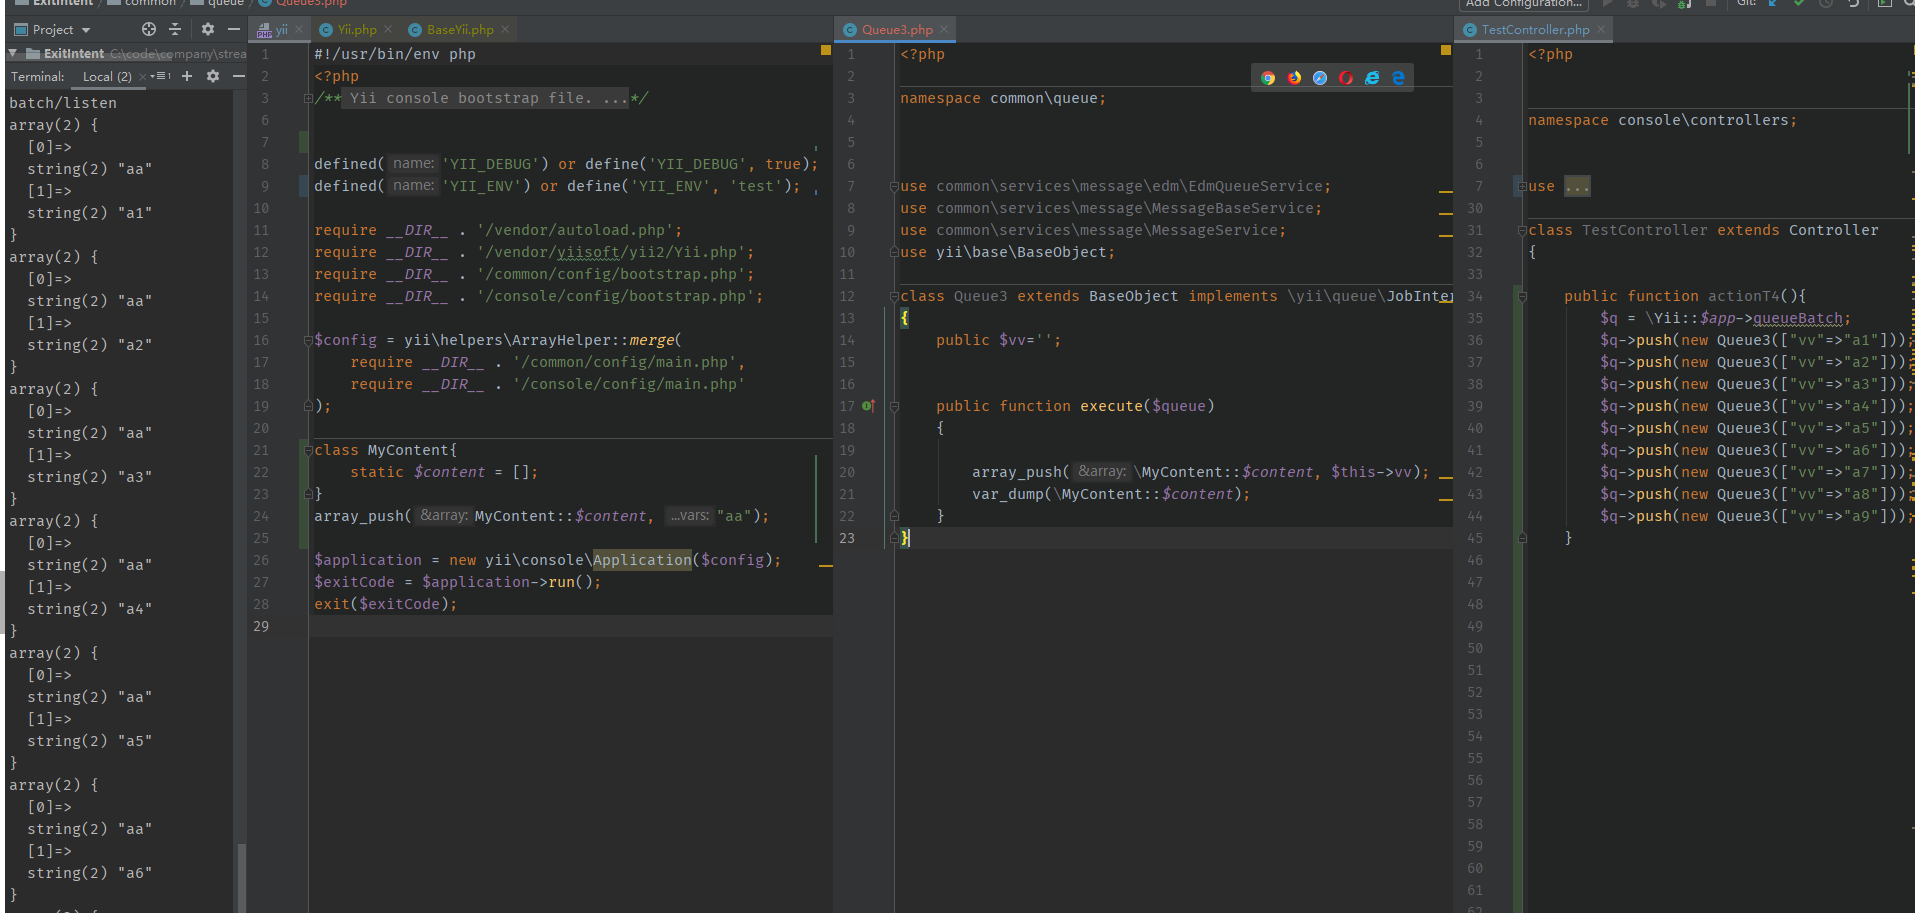 ExitIntent / common / queue / Queue3.php
Add Configuration...
Git:
Project
ExitIntent C:\code\company\strea
Terminal: Local (2)
batch/listen
array(2) {
  [0]=>
  string(2) "aa"
  [1]=>
  string(2) "a1"
}
array(2) {
  [0]=>
  string(2) "aa"
  [1]=>
  string(2) "a2"
}
array(2) {
  [0]=>
  string(2) "aa"
  [1]=>
  string(2) "a3"
}
array(2) {
  [0]=>
  string(2) "aa"
  [1]=>
  string(2) "a4"
}
array(2) {
  [0]=>
  string(2) "aa"
  [1]=>
  string(2) "a5"
}
array(2) {
  [0]=>
  string(2) "aa"
  [1]=>
  string(2) "a6"
}
yii
Yii.php
BaseYii.php
1 #!/usr/bin/env php
2 <?php
3 /** Yii console bootstrap file. ...*/
6
7
8 defined( name: 'YII_DEBUG') or define('YII_DEBUG', true);
9 defined( name: 'YII_ENV') or define('YII_ENV', 'test');
10
11 require __DIR__ . '/vendor/autoload.php';
12 require __DIR__ . '/vendor/yiisoft/yii2/Yii.php';
13 require __DIR__ . '/common/config/bootstrap.php';
14 require __DIR__ . '/console/config/bootstrap.php';
15
16 $config = yii\helpers\ArrayHelper::merge(
17     require __DIR__ . '/common/config/main.php',
18     require __DIR__ . '/console/config/main.php'
19 );
20
21 class MyContent{
22     static $content = [];
23 }
24 array_push( &array: MyContent::$content, ...vars: "aa");
25
26 $application = new yii\console\Application($config);
27 $exitCode = $application->run();
28 exit($exitCode);
29
Queue3.php
1 <?php
2
3 namespace common\queue;
4
5
6
7 use common\services\message\edm\EdmQueueService;
8 use common\services\message\MessageBaseService;
9 use common\services\message\MessageService;
10 use yii\base\BaseObject;
11
12 class Queue3 extends BaseObject implements \yii\queue\JobInter
13 {
14     public $vv='';
15
16
17     public function execute($queue)
18     {
19
20         array_push( &array: \MyContent::$content, $this->vv);
21         var_dump(\MyContent::$content);
22     }
23 }
TestController.php
1 <?php
2
3
4 namespace console\controllers;
5
6
7 use ...
30
31 class TestController extends Controller
32 {
33
34     public function actionT4(){
35         $q = \Yii::$app->queueBatch;
36         $q->push(new Queue3(["vv"=>"a1"]));
37         $q->push(new Queue3(["vv"=>"a2"]));
38         $q->push(new Queue3(["vv"=>"a3"]));
39         $q->push(new Queue3(["vv"=>"a4"]));
40         $q->push(new Queue3(["vv"=>"a5"]));
41         $q->push(new Queue3(["vv"=>"a6"]));
42         $q->push(new Queue3(["vv"=>"a7"]));
43         $q->push(new Queue3(["vv"=>"a8"]));
44         $q->push(new Queue3(["vv"=>"a9"]));
45     }
46
47
48
49
50
51
52
53
54
55
56
57
58
59
60
61